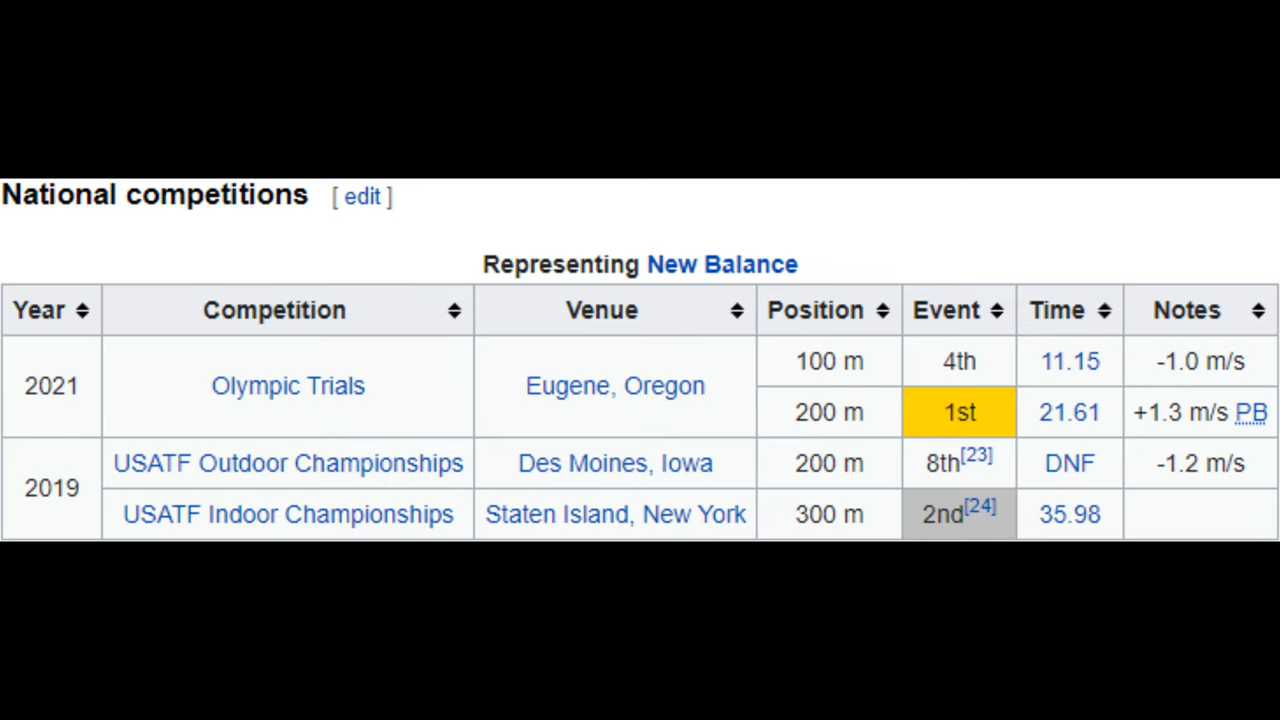 National competitions [ edit ]
Representing New Balance
Year Competition Venue Position Event Time Notes
2021 Olympic Trials Eugene, Oregon 100 m 4th 11.15 -1.0 m/s
200 m 1st 21.61 +1.3 m/s PB
2019 USATF Outdoor Championships Des Moines, Iowa 200 m 8th[23] DNF -1.2 m/s
USATF Indoor Championships Staten Island, New York 300 m 2nd[24] 35.98